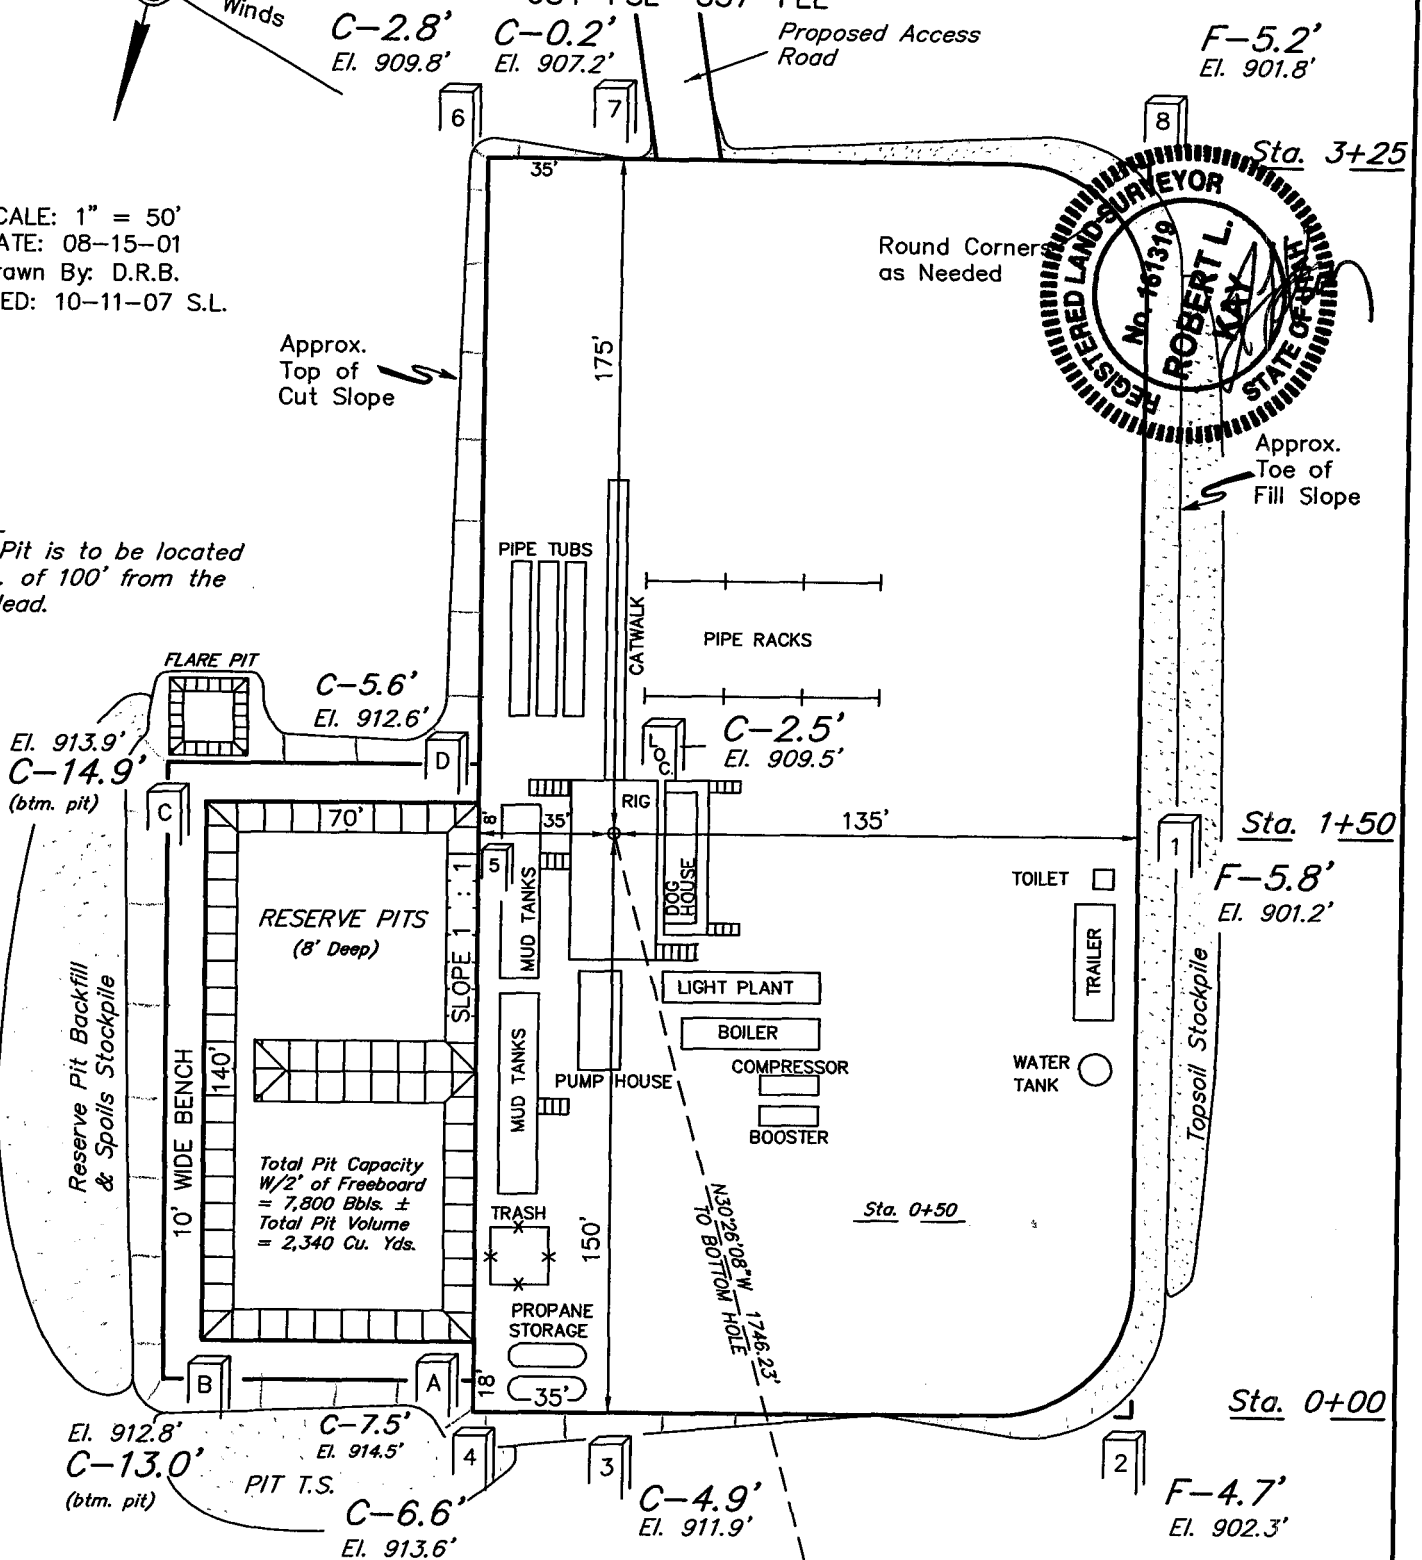 Winds
C-2.8'
El. 909.8'
C-0.2'
El. 907.2'
Proposed Access
Road
F-5.2'
El. 901.8'
6
7
8
35'
Sta. 3+25
CALE: 1" = 50'
ATE: 08-15-01
rawn By: D.R.B.
ED: 10-11-07 S.L.
Round Corners
as Needed
REGISTERED LAND SURVEYOR
No. 161319
ROBERT L.
KAY
STATE OF UTAH
Approx.
Top of
Cut Slope
175'
Approx.
Toe of
Fill Slope
Pit is to be located
. of 100' from the
lead.
PIPE TUBS
CATWALK
PIPE RACKS
FLARE PIT
C-5.6'
El. 912.6'
El. 913.9'
C-14.9'
(btm. pit)
D
C
LOC.
C-2.5'
El. 909.5'
RIG
70'
8'
35'
135'
Sta. 1+50
5
1
F-5.8'
El. 901.2'
TOILET
TRAILER
DOG
HOUSE
MUD TANKS
RESERVE PITS
(8' Deep)
SLOPE 1 : 1
LIGHT PLANT
BOILER
COMPRESSOR
BOOSTER
PUMP HOUSE
MUD TANKS
WATER
TANK
Topsoil Stockpile
Reserve Pit Backfill
& Spoils Stockpile
10' WIDE BENCH
140'
Total Pit Capacity
W/2' of Freeboard
= 7,800 Bbls. ±
Total Pit Volume
= 2,340 Cu. Yds.
TRASH
150'
Sta. 0+50
N30°26'08"W 1746.23'
TO BOTTOM HOLE
PROPANE
STORAGE
35'
18'
B
A
Sta. 0+00
El. 912.8'
C-13.0'
(btm. pit)
C-7.5'
El. 914.5'
4
3
2
PIT T.S.
C-6.6'
El. 913.6'
C-4.9'
El. 911.9'
F-4.7'
El. 902.3'